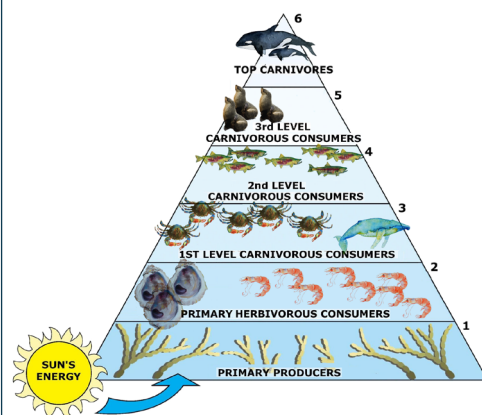 6
TOP CARNIVORES
5
3rd LEVEL
CARNIVOROUS CONSUMERS
4
2nd LEVEL
CARNIVOROUS CONSUMERS
3
1ST LEVEL CARNIVOROUS CONSUMERS
2
PRIMARY HERBIVOROUS CONSUMERS
1
SUN'S
ENERGY
PRIMARY PRODUCERS